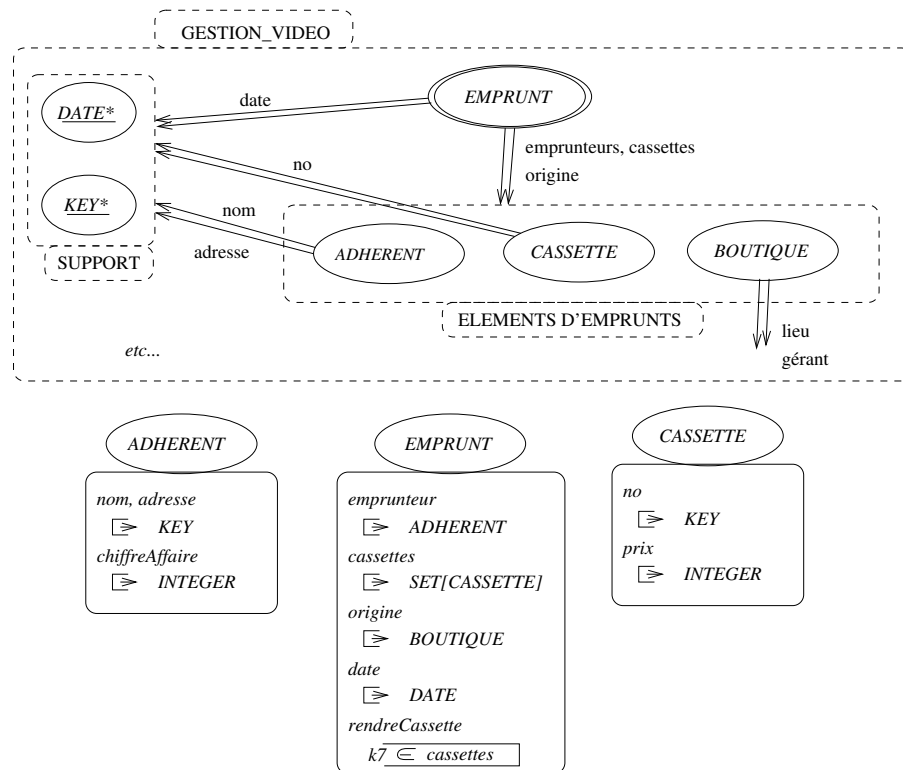 GESTION_VIDEO
EMPRUNT
DATE*
date
emprunteurs, cassettes
origine
no
KEY*
nom
adresse
ADHERENT
CASSETTE
BOUTIQUE
SUPPORT
ELEMENTS D'EMPRUNTS
lieu
gérant
etc...
ADHERENT
nom, adresse
KEY
chiffreAffaire
INTEGER
EMPRUNT
emprunteur
ADHERENT
cassettes
SET[CASSETTE]
origine
BOUTIQUE
date
DATE
rendreCassette
k7 ∈ cassettes
CASSETTE
no
KEY
prix
INTEGER